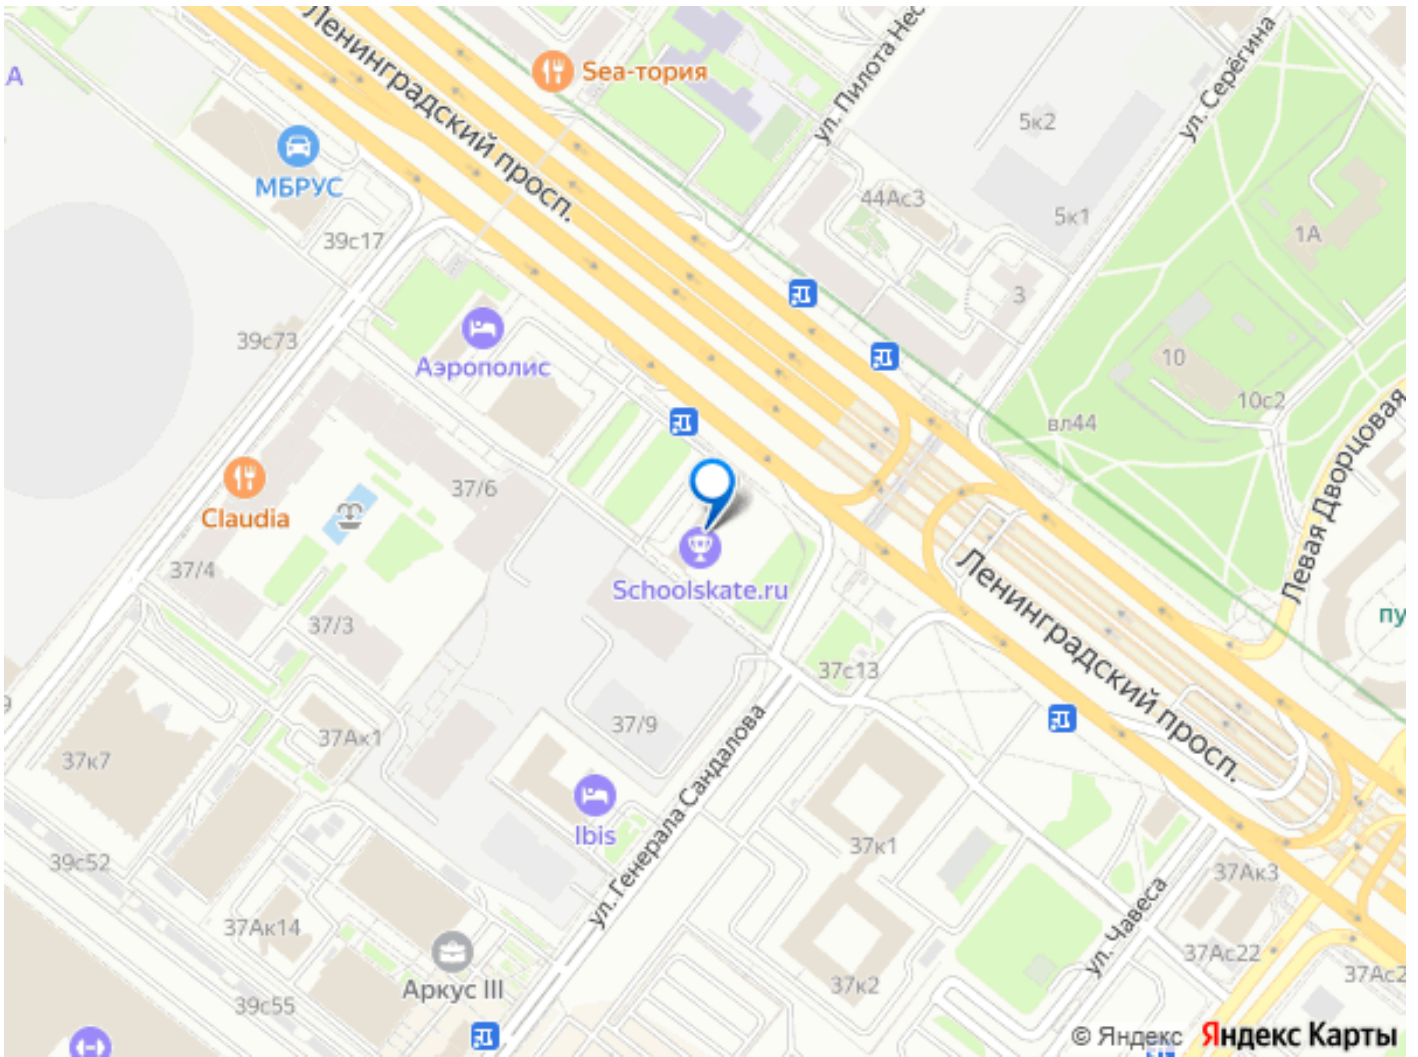 Ленинградский просп.
Sea-тория
ул. Пилота Нес
ул. Серёгина
А
5к2
МБРУС
44Ас3
5к1
39с17
1А
3
39с73
Аэрополис
10
10с2
вл44
Левая Дворцовая
37/6
Claudia
37/4
Schoolskate.ru
Ленинградский просп.
пу
37/3
37с13
9
37/9
37Ак1
37к7
ул. Генерала Сандалова
Ibis
37к1
39с52
37Ак3
37Ак14
ул. Чавеса
37Ас22
37Ас2
Аркус III
37к2
39с55
© Яндекс Яндекс Карты